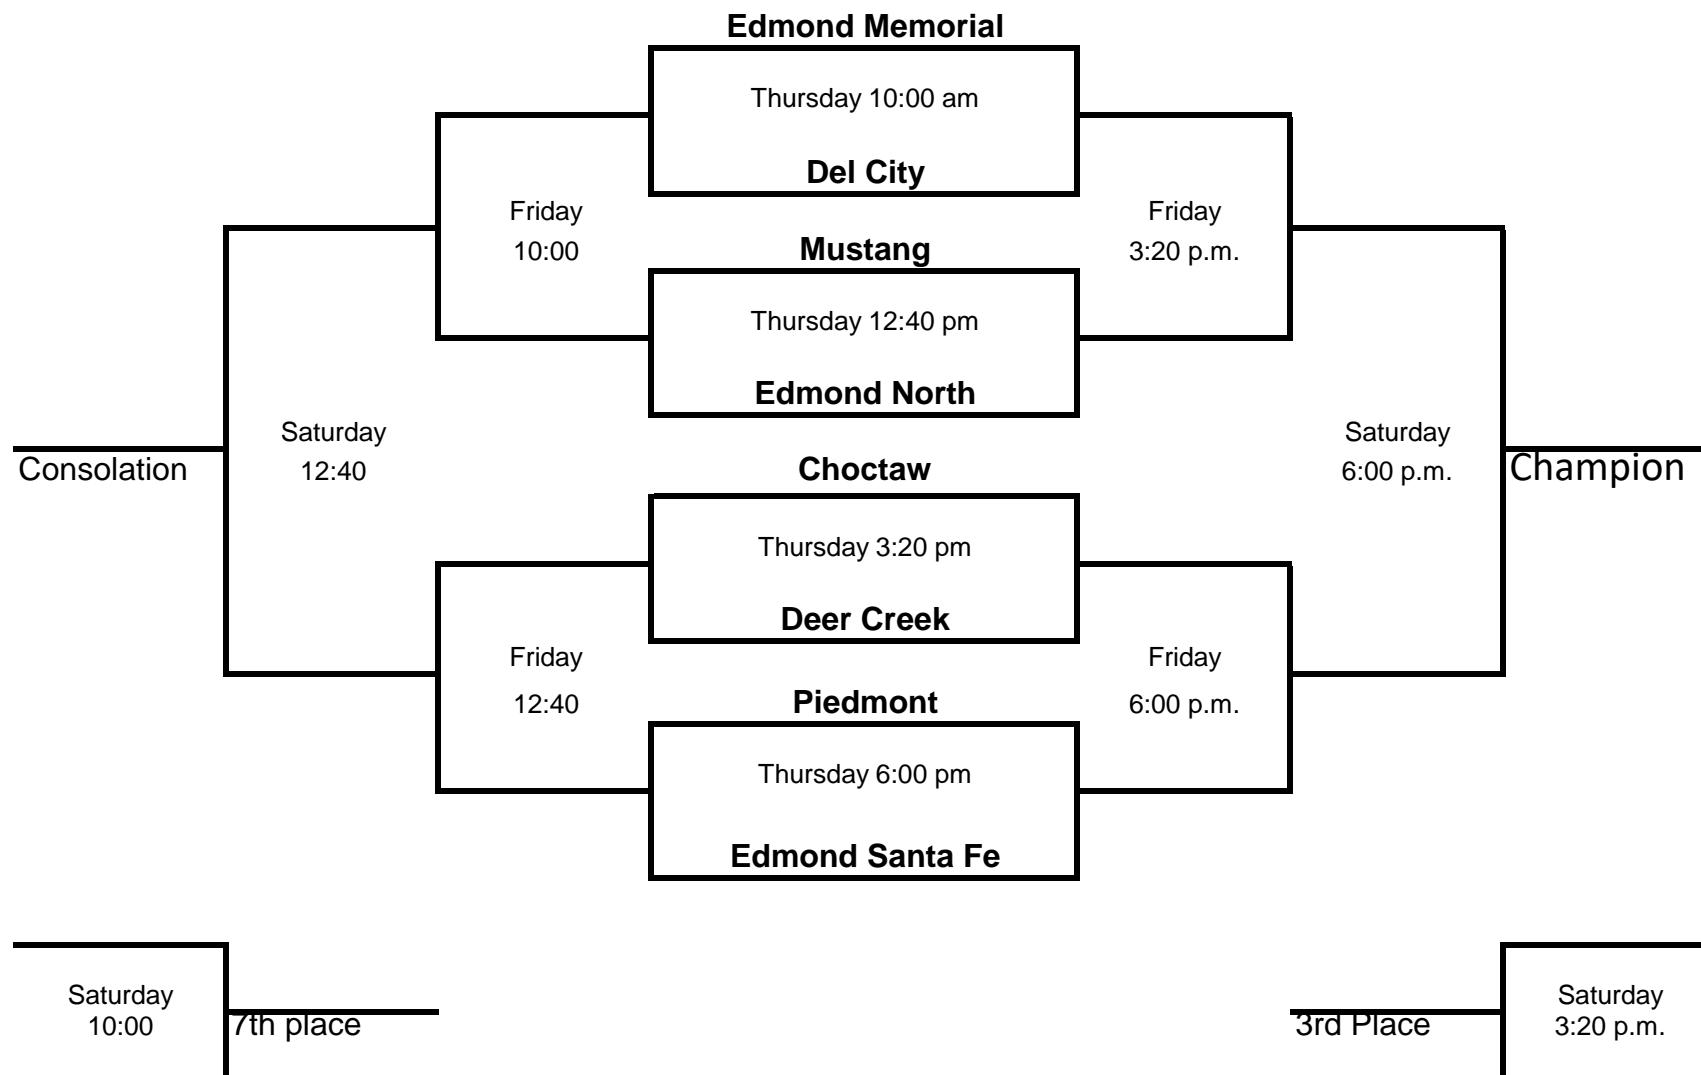 Edmond Memorial
Thursday 10:00 am
Del City
Friday
10:00
Friday
3:20 p.m.
Mustang
Thursday 12:40 pm
Edmond North
Saturday
12:40
Saturday
6:00 p.m.
Consolation
Champion
Choctaw
Thursday 3:20 pm
Deer Creek
Friday
12:40
Friday
6:00 p.m.
Piedmont
Thursday 6:00 pm
Edmond Santa Fe
Saturday
10:00
7th place
3rd Place
Saturday
3:20 p.m.